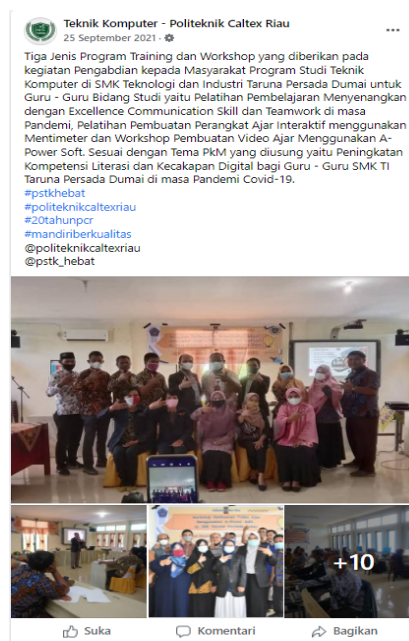 Teknik Komputer - Politeknik Caltex Riau
25 September 2021 ·
Tiga Jenis Program Training dan Workshop yang diberikan pada
kegiatan Pengabdian kepada Masyarakat Program Studi Teknik
Komputer di SMK Teknologi dan Industri Taruna Persada Dumai untuk
Guru - Guru Bidang Studi yaitu Pelatihan Pembelajaran Menyenangkan
dengan Excellence Communication Skill dan Teamwork di masa
Pandemi, Pelatihan Pembuatan Perangkat Ajar Interaktif menggunakan
Mentimeter dan Workshop Pembuatan Video Ajar Menggunakan A-
Power Soft. Sesuai dengan Tema PkM yang diusung yaitu Peningkatan
Kompetensi Literasi dan Kecakapan Digital bagi Guru - Guru SMK TI
Taruna Persada Dumai di masa Pandemi Covid-19.
#pstkhebat
#politeknikcaltexriau
#20tahunpcr
#mandiriberkualitas
@politeknikcaltexriau
@pstk_hebat
+10
Suka
Komentari
Bagikan